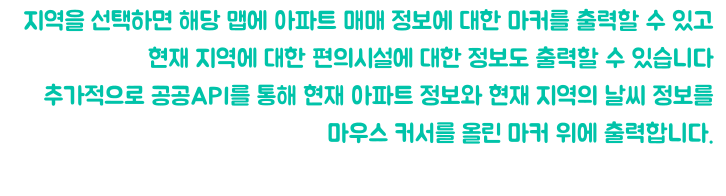 지역을 선택하면 해당 맵에 아파트 매매 정보에 대한 마커를 출력할 수 있고
현재 지역에 대한 편의시설에 대한 정보도 출력할 수 있습니다
추가적으로 공공API를 통해 현재 아파트 정보와 현재 지역의 날씨 정보를
마우스 커서를 올린 마커 위에 출력합니다.